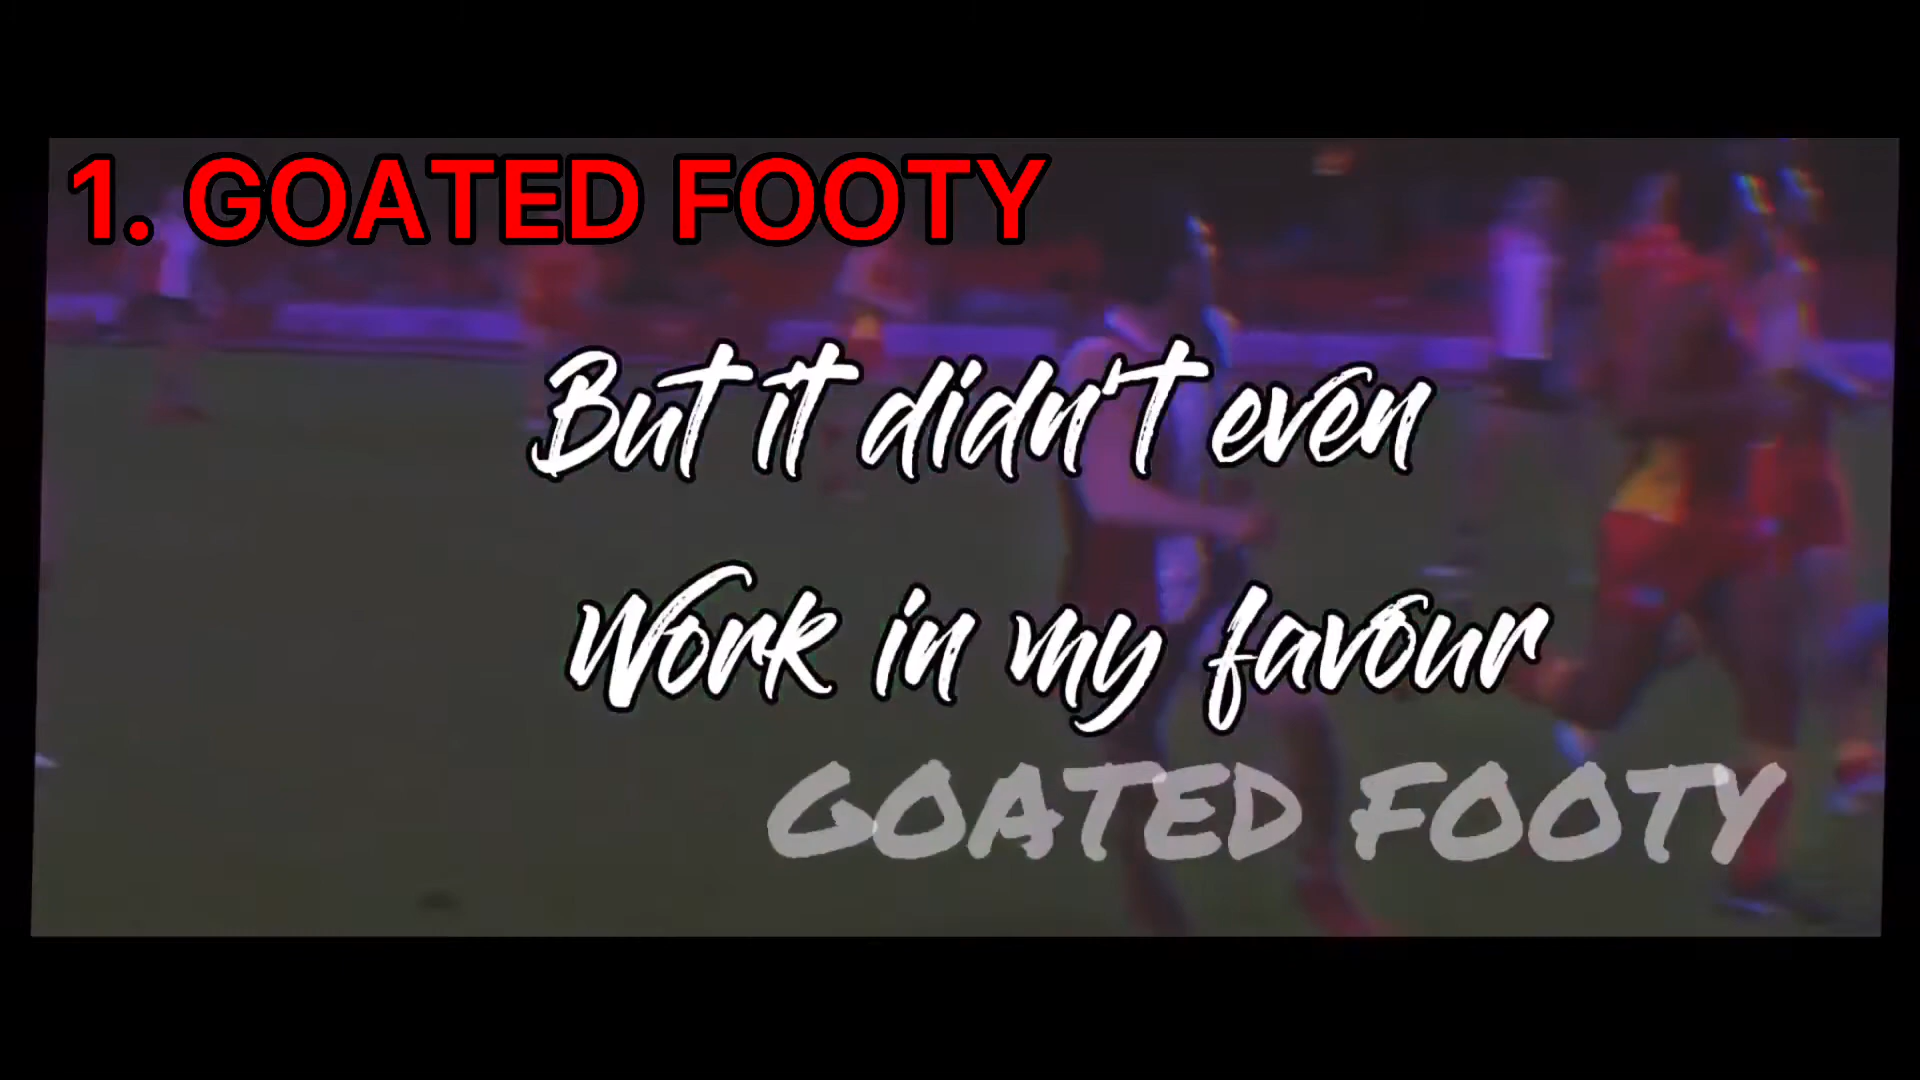 1. GOATED FOOTY
But it didn't even
Work in my favour
GOATED FOOTY